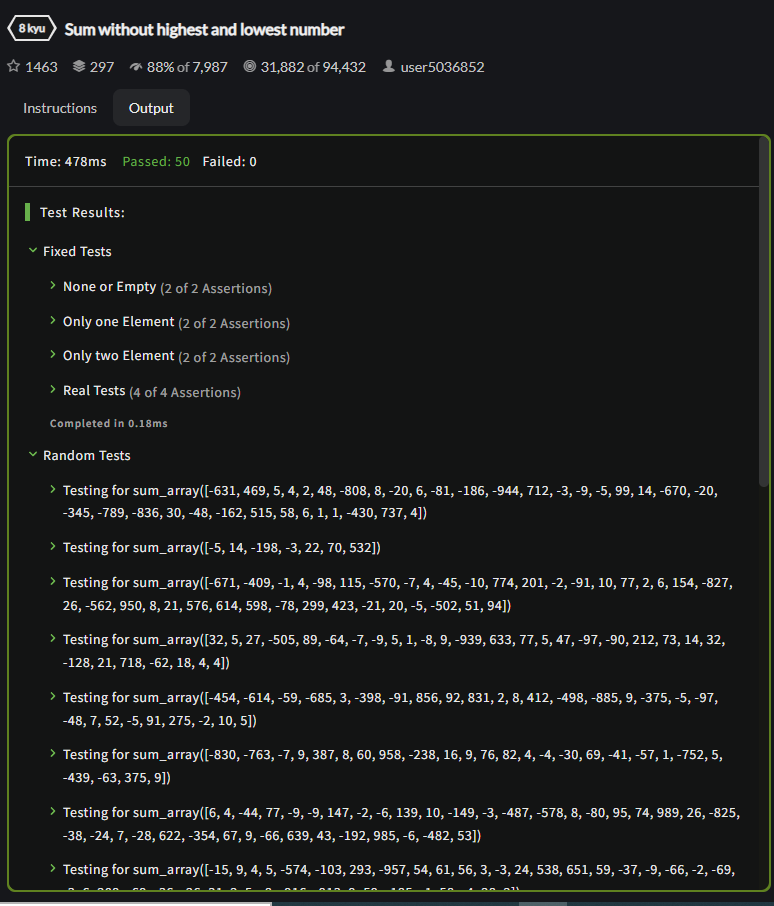 8 kyu Sum without highest and lowest number
1463 297 88% of 7,987 31,882 of 94,432 user5036852
Instructions Output
Time: 478ms Passed: 50 Failed: 0
Test Results:
Fixed Tests
None or Empty (2 of 2 Assertions)
Only one Element (2 of 2 Assertions)
Only two Element (2 of 2 Assertions)
Real Tests (4 of 4 Assertions)
Completed in 0.18ms
Random Tests
Testing for sum_array([-631, 469, 5, 4, 2, 48, -808, 8, -20, 6, -81, -186, -944, 712, -3, -9, -5, 99, 14, -670, -20,
-345, -789, -836, 30, -48, -162, 515, 58, 6, 1, 1, -430, 737, 4])
Testing for sum_array([-5, 14, -198, -3, 22, 70, 532])
Testing for sum_array([-671, -409, -1, 4, -98, 115, -570, -7, 4, -45, -10, 774, 201, -2, -91, 10, 77, 2, 6, 154, -827,
26, -562, 950, 8, 21, 576, 614, 598, -78, 299, 423, -21, 20, -5, -502, 51, 94])
Testing for sum_array([32, 5, 27, -505, 89, -64, -7, -9, 5, 1, -8, 9, -939, 633, 77, 5, 47, -97, -90, 212, 73, 14, 32,
-128, 21, 718, -62, 18, 4, 4])
Testing for sum_array([-454, -614, -59, -685, 3, -398, -91, 856, 92, 831, 2, 8, 412, -498, -885, 9, -375, -5, -97,
-48, 7, 52, -5, 91, 275, -2, 10, 5])
Testing for sum_array([-830, -763, -7, 9, 387, 8, 60, 958, -238, 16, 9, 76, 82, 4, -4, -30, 69, -41, -57, 1, -752, 5,
-439, -63, 375, 9])
Testing for sum_array([6, 4, -44, 77, -9, -9, 147, -2, -6, 139, 10, -149, -3, -487, -578, 8, -80, 95, 74, 989, 26, -825,
-38, -24, 7, -28, 622, -354, 67, 9, -66, 639, 43, -192, 985, -6, -482, 53])
Testing for sum_array([-15, 9, 4, 5, -574, -103, 293, -957, 54, 61, 56, 3, -3, 24, 538, 651, 59, -37, -9, -66, -2, -69,